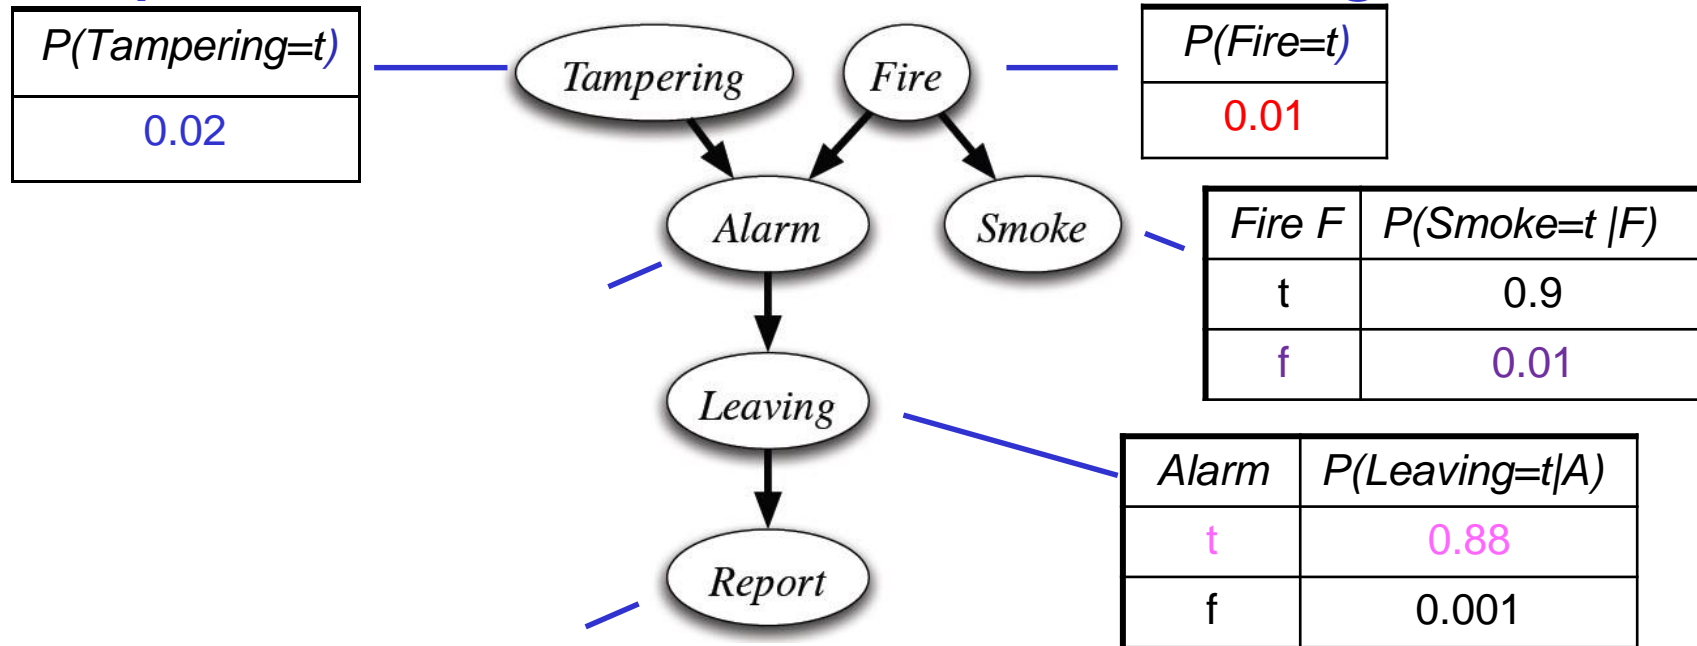 P(Tampering=t)
0.02
Tampering
Fire
P(Fire=t)
0.01
Alarm
Smoke
Fire F P(Smoke=t |F)
t 0.9
f 0.01
Leaving
Alarm P(Leaving=t|A)
t 0.88
f 0.001
Report